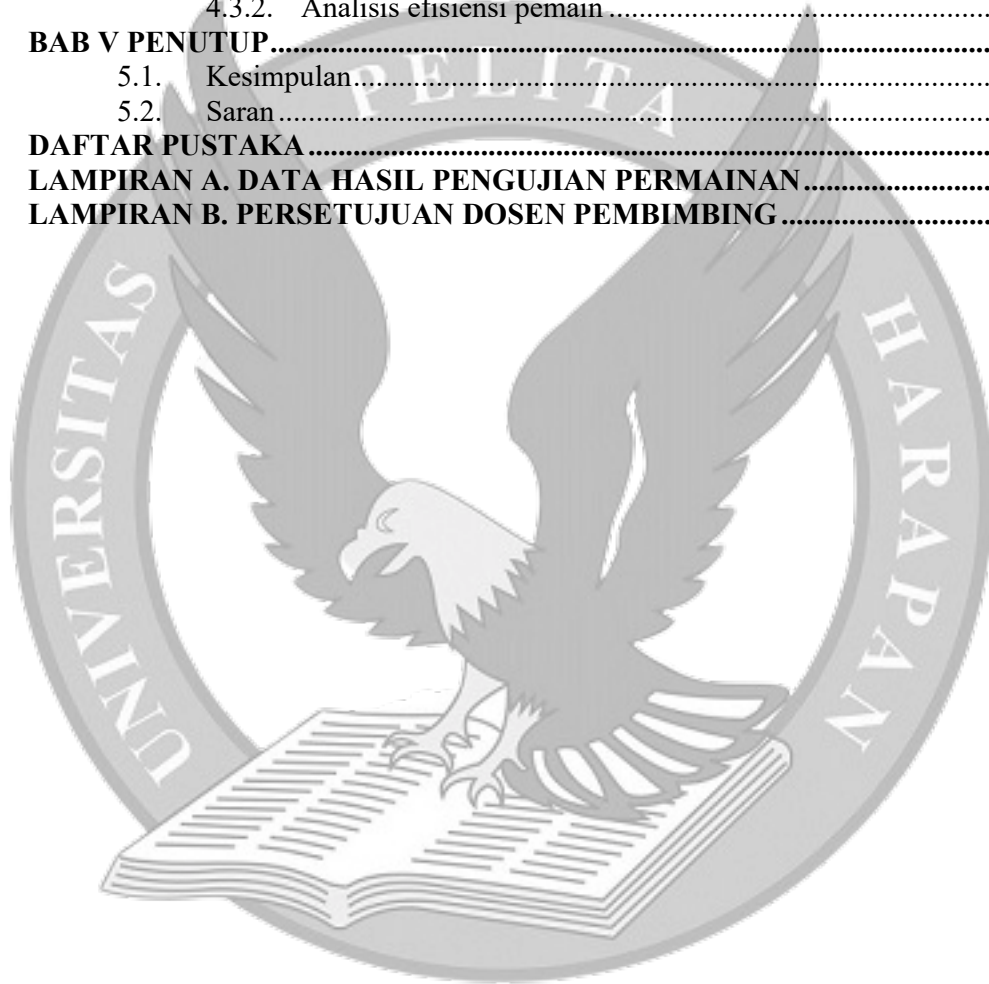 4.3.2. Analisis efisiensi pemain ........................................................
BAB V PENUTUP........................................................................................................
5.1. Kesimpulan...................................................................................................
5.2. Saran .............................................................................................................
DAFTAR PUSTAKA....................................................................................................
LAMPIRAN A. DATA HASIL PENGUJIAN PERMAINAN...........................
LAMPIRAN B. PERSETUJUAN DOSEN PEMBIMBING..............................
UNIVERSITAS PELITA HARAPAN